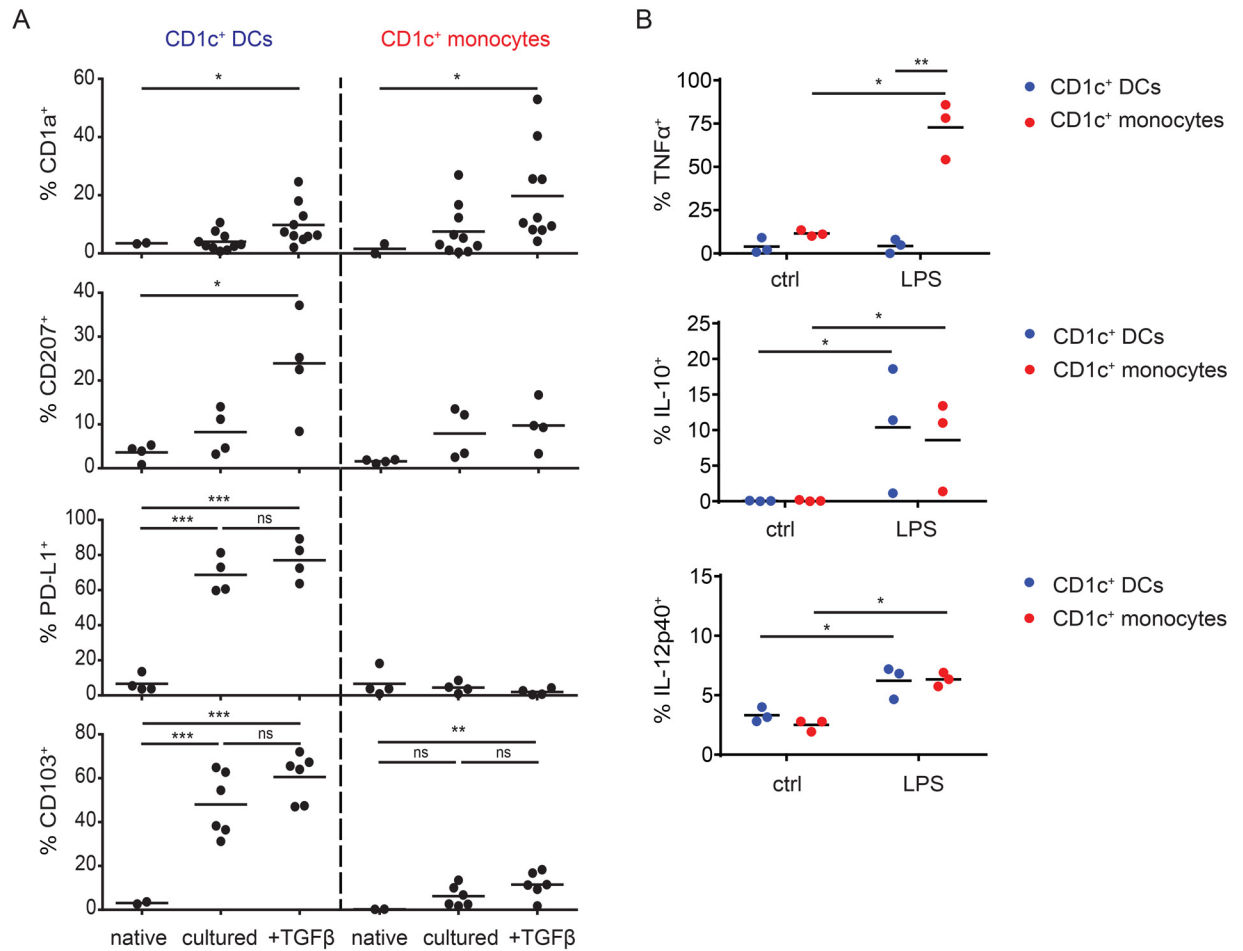 A
CD1c⁺ DCs
CD1c⁺ monocytes
% CD1a⁺
60
40
20
0
*
*
% CD207⁺
40
30
20
10
0
*
% PD-L1⁺
100
80
60
40
20
0
***
***
ns
% CD103⁺
80
60
40
20
0
***
***
ns
**
ns
ns
native cultured +TGFβ native cultured +TGFβ
B
% TNFα⁺
100
75
50
25
0
**
*
ctrl LPS
CD1c⁺ DCs
CD1c⁺ monocytes
% IL-10⁺
25
20
15
10
5
0
*
*
ctrl LPS
CD1c⁺ DCs
CD1c⁺ monocytes
% IL-12p40⁺
15
10
5
0
*
*
ctrl LPS
CD1c⁺ DCs
CD1c⁺ monocytes